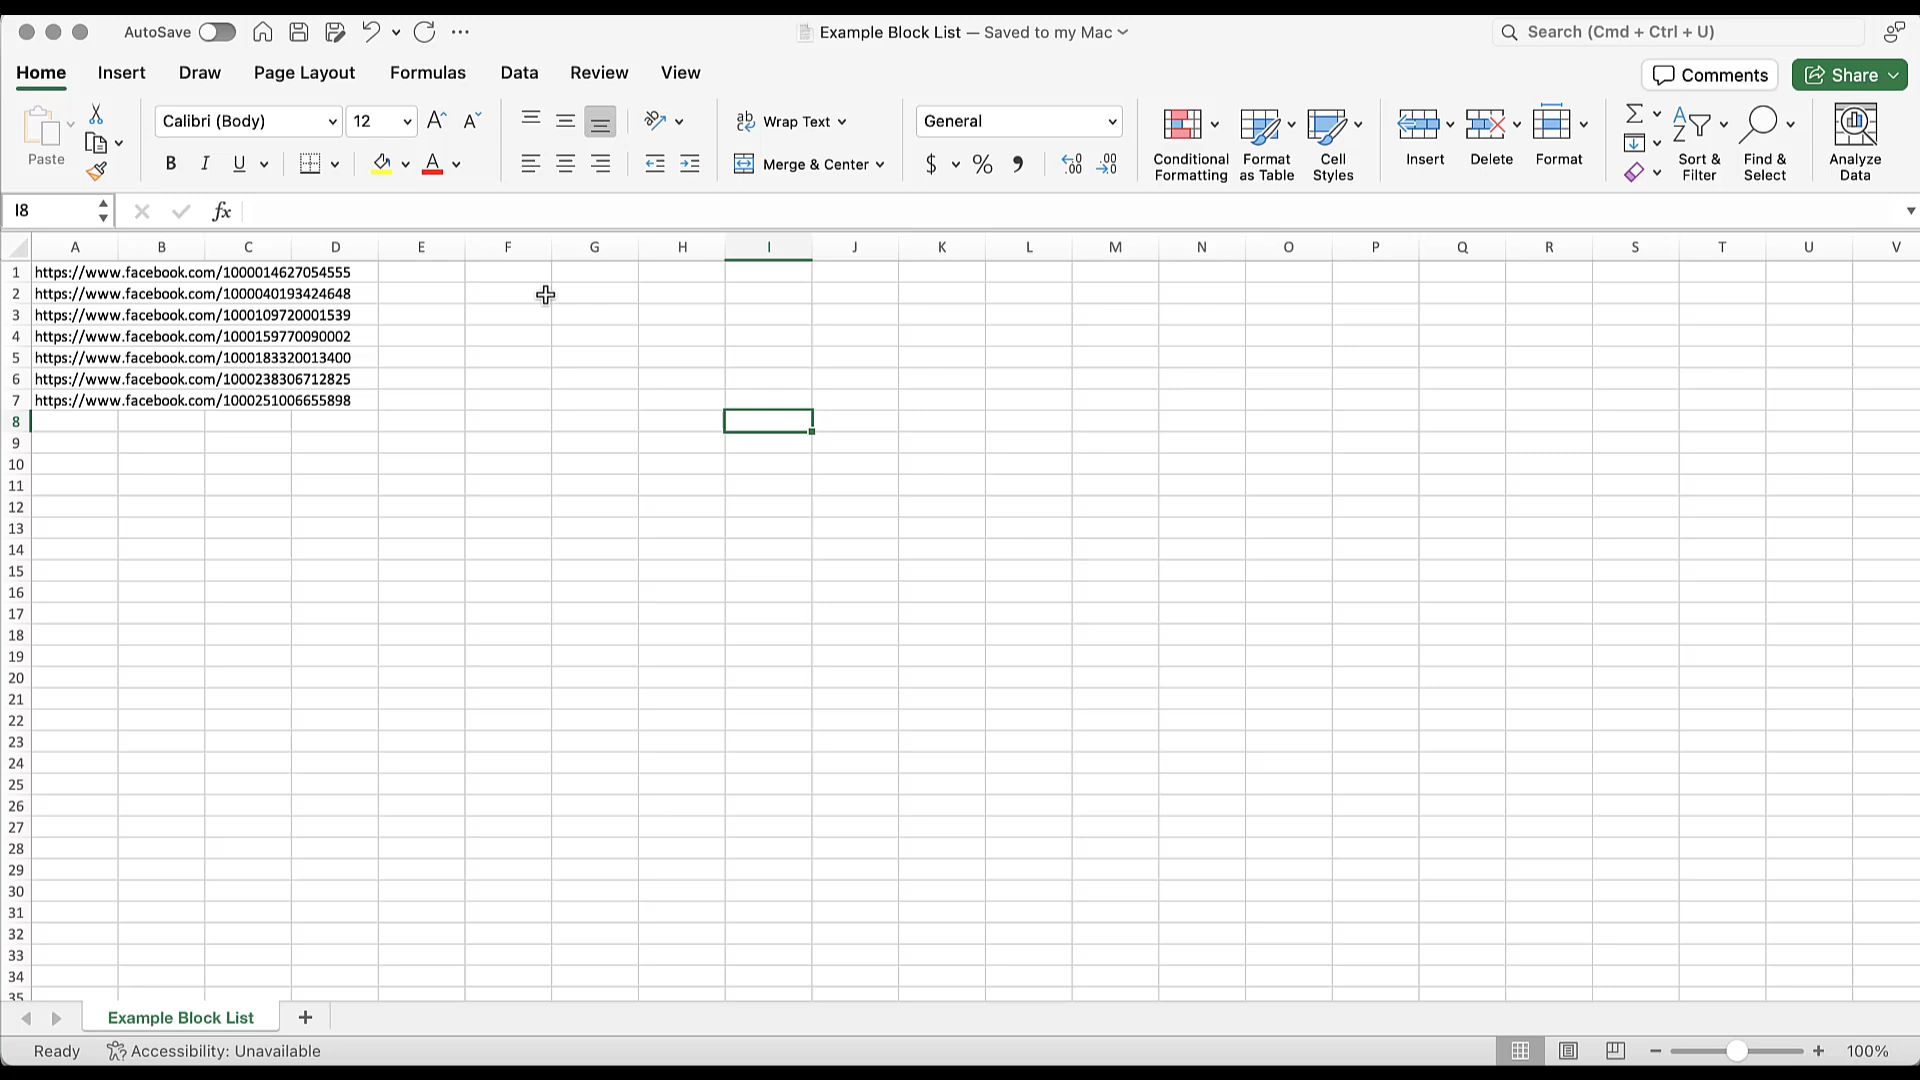 AutoSave
Example Block List — Saved to my Mac
Search (Cmd + Ctrl + U)
Home Insert Draw Page Layout Formulas Data Review View
Comments Share
Paste
Calibri (Body) 12
B I U
ab Wrap Text
Merge & Center
General
$ % 9
Conditional Formatting
Format as Table
Cell Styles
Insert
Delete
Format
Sort & Filter
Find & Select
Analyze Data
I8
fx
A B C D E F G H I J K L M N O P Q R S T U V
1 https://www.facebook.com/1000014627054555
2 https://www.facebook.com/1000040193424648
3 https://www.facebook.com/1000109720001539
4 https://www.facebook.com/1000159770090002
5 https://www.facebook.com/1000183320013400
6 https://www.facebook.com/1000238306712825
7 https://www.facebook.com/1000251006655898
8
9
10
11
12
13
14
15
16
17
18
19
20
21
22
23
24
25
26
27
28
29
30
31
32
33
34
35
Example Block List +
Ready Accessibility: Unavailable
100%